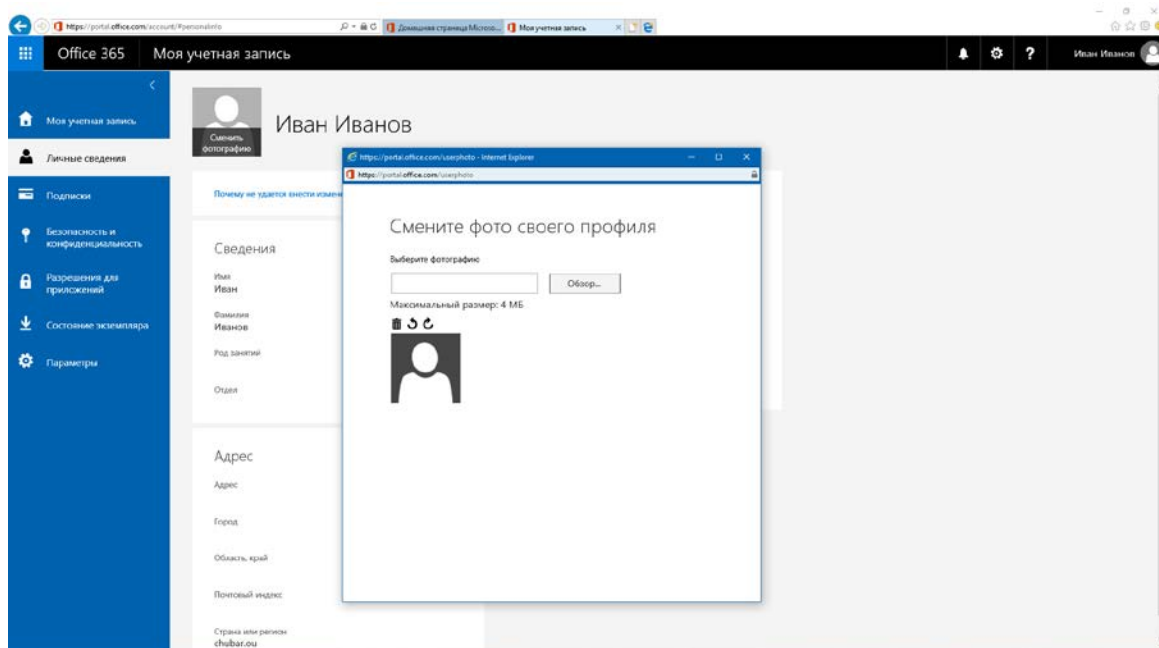 https://portal.office.com/account/#personalinfo
Домашняя страница Micros...
Моя учетная запись
Office 365
Моя учетная запись
?
Иван Иванов
Моя учетная запись
Личные сведения
Подписки
Безопасность и
конфиденциальность
Разрешения для
приложений
Состояние экземпляра
Параметры
Сменить
фотографию
Иван Иванов
Почему не удается внести измен
Сведения
Имя
Иван
Фамилия
Иванов
Род занятий
Отдел
Адрес
Адрес
Город
Область, край
Почтовый индекс
Страна или регион
chubar.ou
https://portal.office.com/userphoto - Internet Explorer
https://portal.office.com/userphoto
Смените фото своего профиля
Выберите фотографию
Обзор...
Максимальный размер: 4 МБ